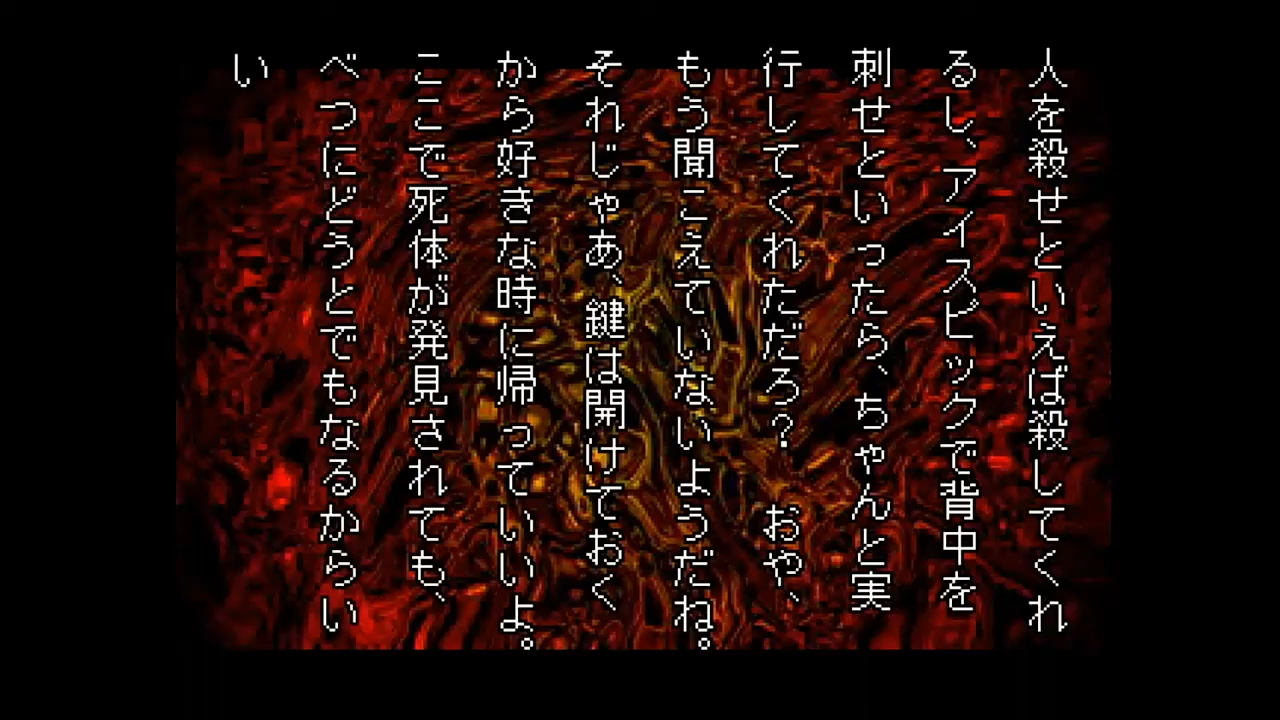 人を殺せといえば殺してくれ
るし、アイスピックで背中を
刺せといったら、ちゃんと実
行してくれただろ？　おや、
もう聞こえていないようだね。
それじゃあ、鍵は開けておく
から好きな時に帰っていいよ。
ここで死体が発見されても、
べつにどうとでもなるからい
い